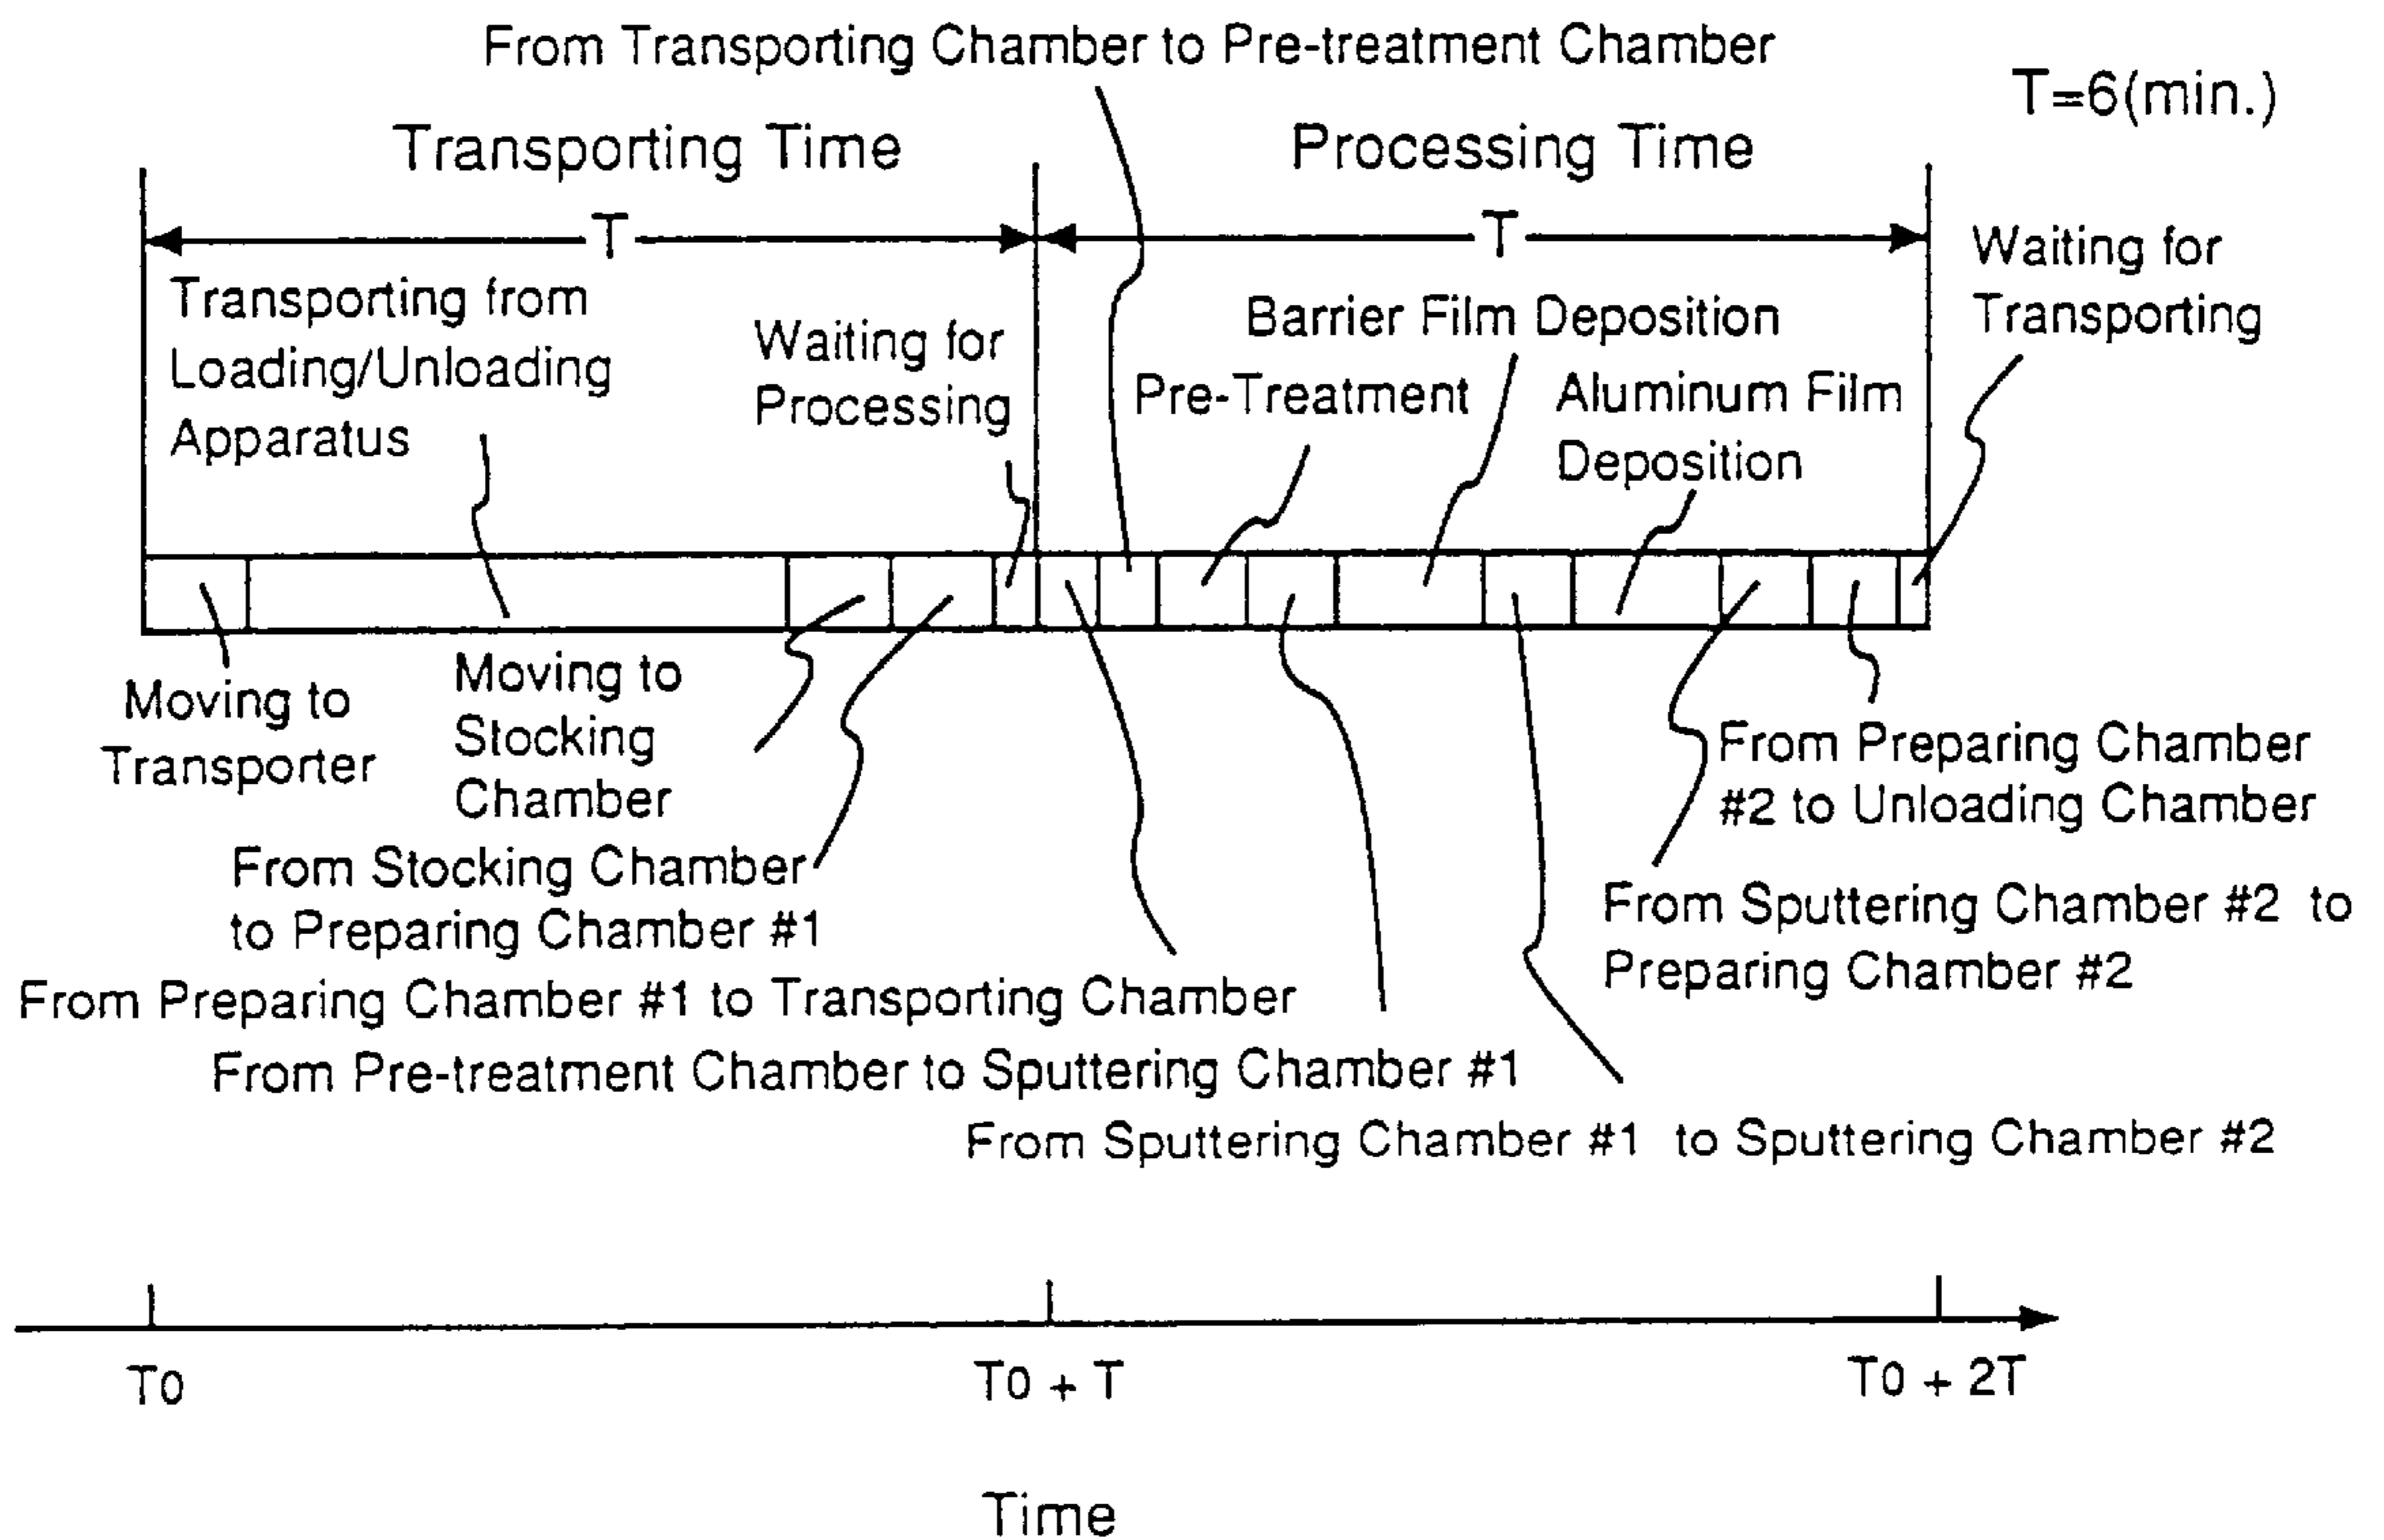 From Transporting Chamber to Pre-treatment Chamber
T=6(min.)
Transporting Time
Processing Time
T
T
Transporting from
Loading/Unloading
Apparatus
Waiting for
Processing
Barrier Film Deposition
Pre-Treatment
Aluminum Film
Deposition
Waiting for
Transporting
Moving to
Transporter
Moving to
Stocking
Chamber
From Stocking Chamber
to Preparing Chamber #1
From Preparing Chamber #1 to Transporting Chamber
From Pre-treatment Chamber to Sputtering Chamber #1
From Sputtering Chamber #1 to Sputtering Chamber #2
From Preparing Chamber
#2 to Unloading Chamber
From Sputtering Chamber #2 to
Preparing Chamber #2
To
To + T
To + 2T
Time